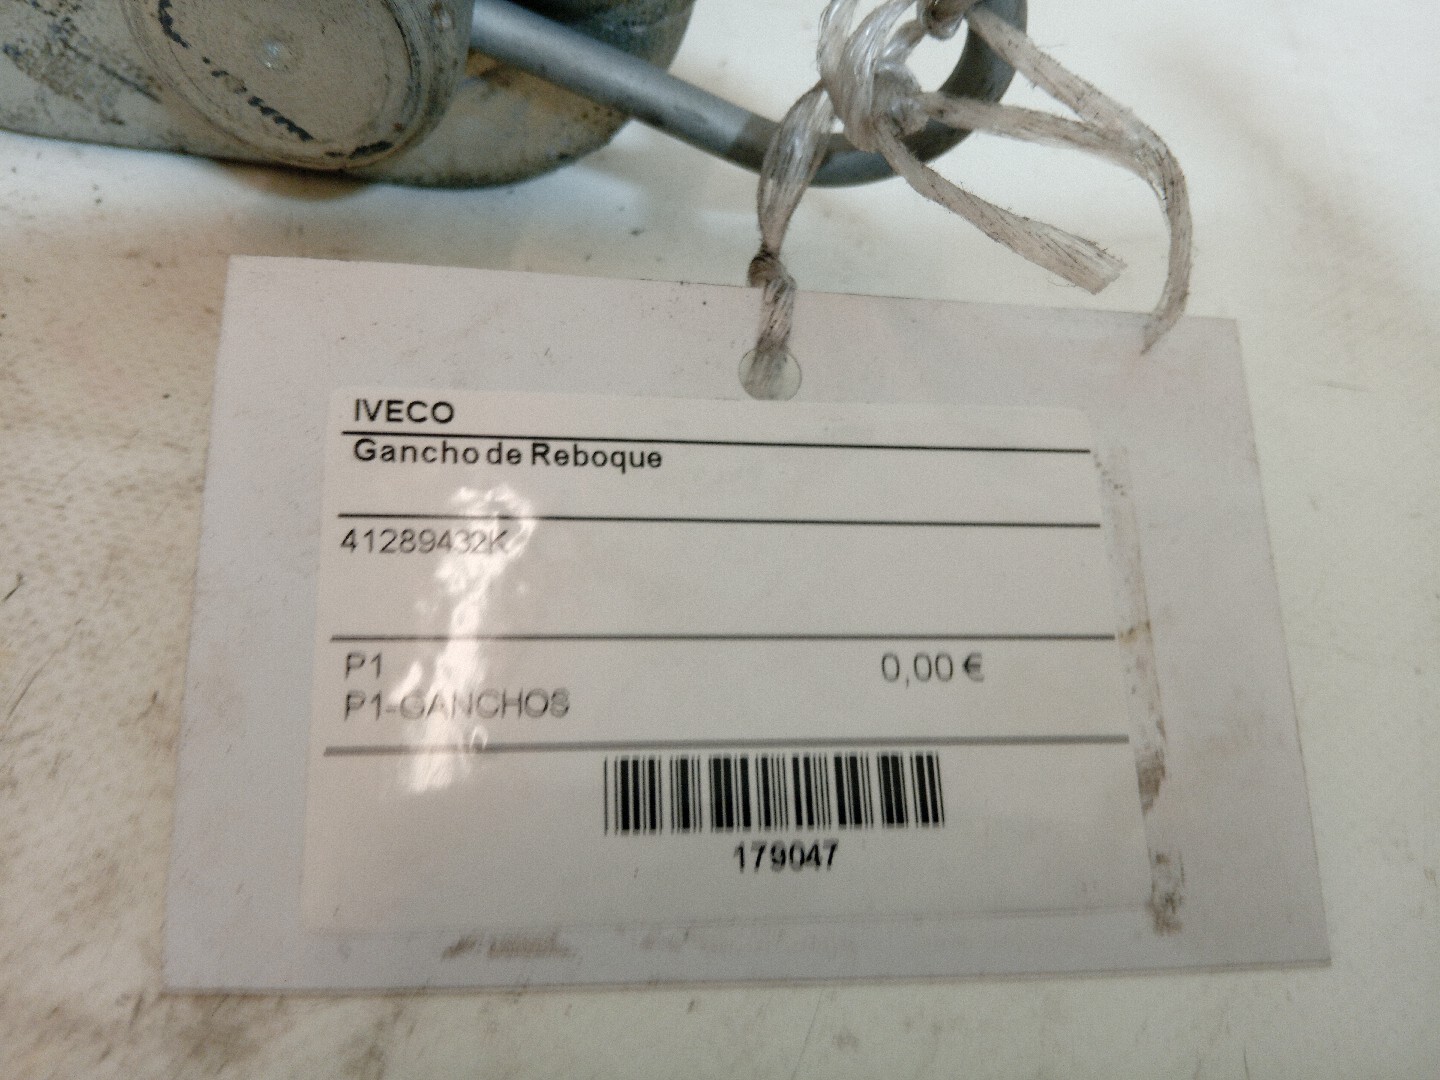 IVECO
Gancho de Reboque
41289432K
P1
0,00 €
P1-GANCHOS
179047